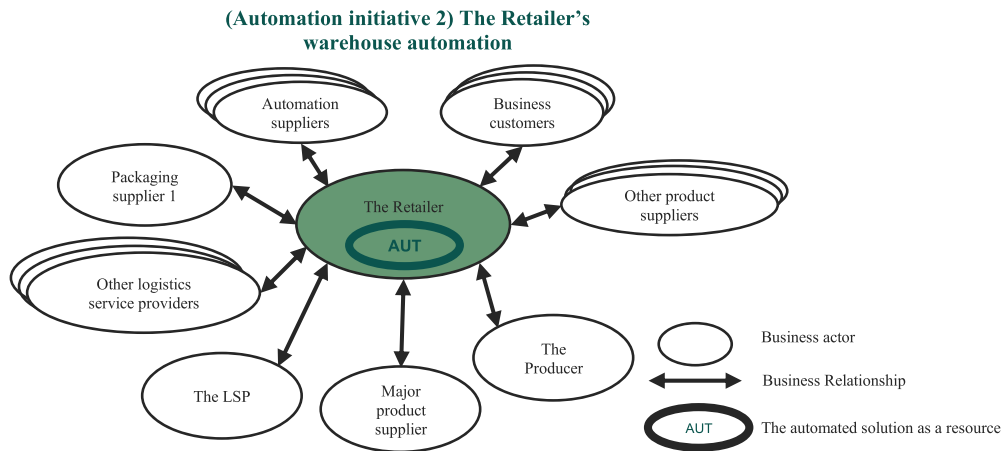 (Automation initiative 2) The Retailer's
warehouse automation
Automation
suppliers
Business
customers
Packaging
supplier 1
The Retailer
AUT
Other product
suppliers
Other logistics
service providers
The LSP
Major
product
supplier
The
Producer
Business actor
Business Relationship
AUT
The automated solution as a resource